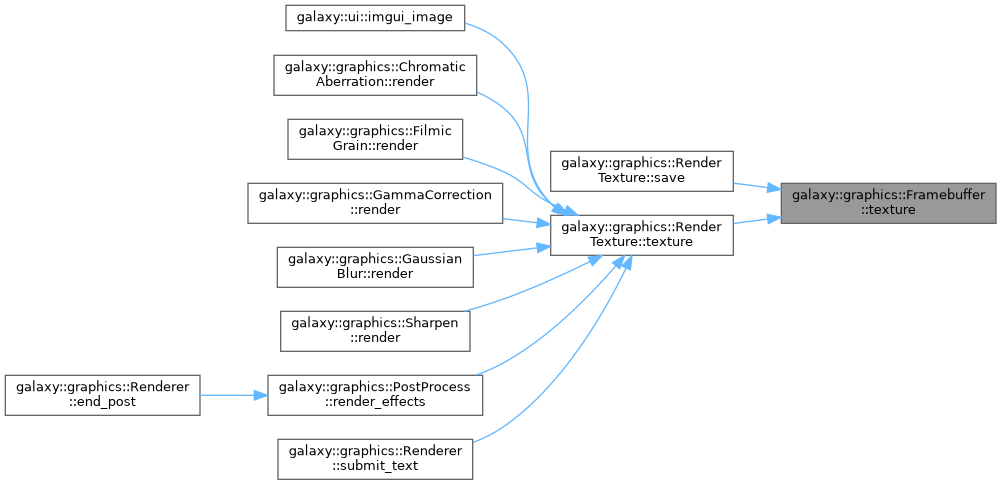 galaxy::ui::imgui_image
galaxy::graphics::Chromatic
Aberration::render
galaxy::graphics::Filmic
Grain::render
galaxy::graphics::GammaCorrection
::render
galaxy::graphics::Gaussian
Blur::render
galaxy::graphics::Sharpen
::render
galaxy::graphics::PostProcess
::render_effects
galaxy::graphics::Renderer
::end_post
galaxy::graphics::Renderer
::submit_text
galaxy::graphics::Render
Texture::save
galaxy::graphics::Render
Texture::texture
galaxy::graphics::Framebuffer
::texture